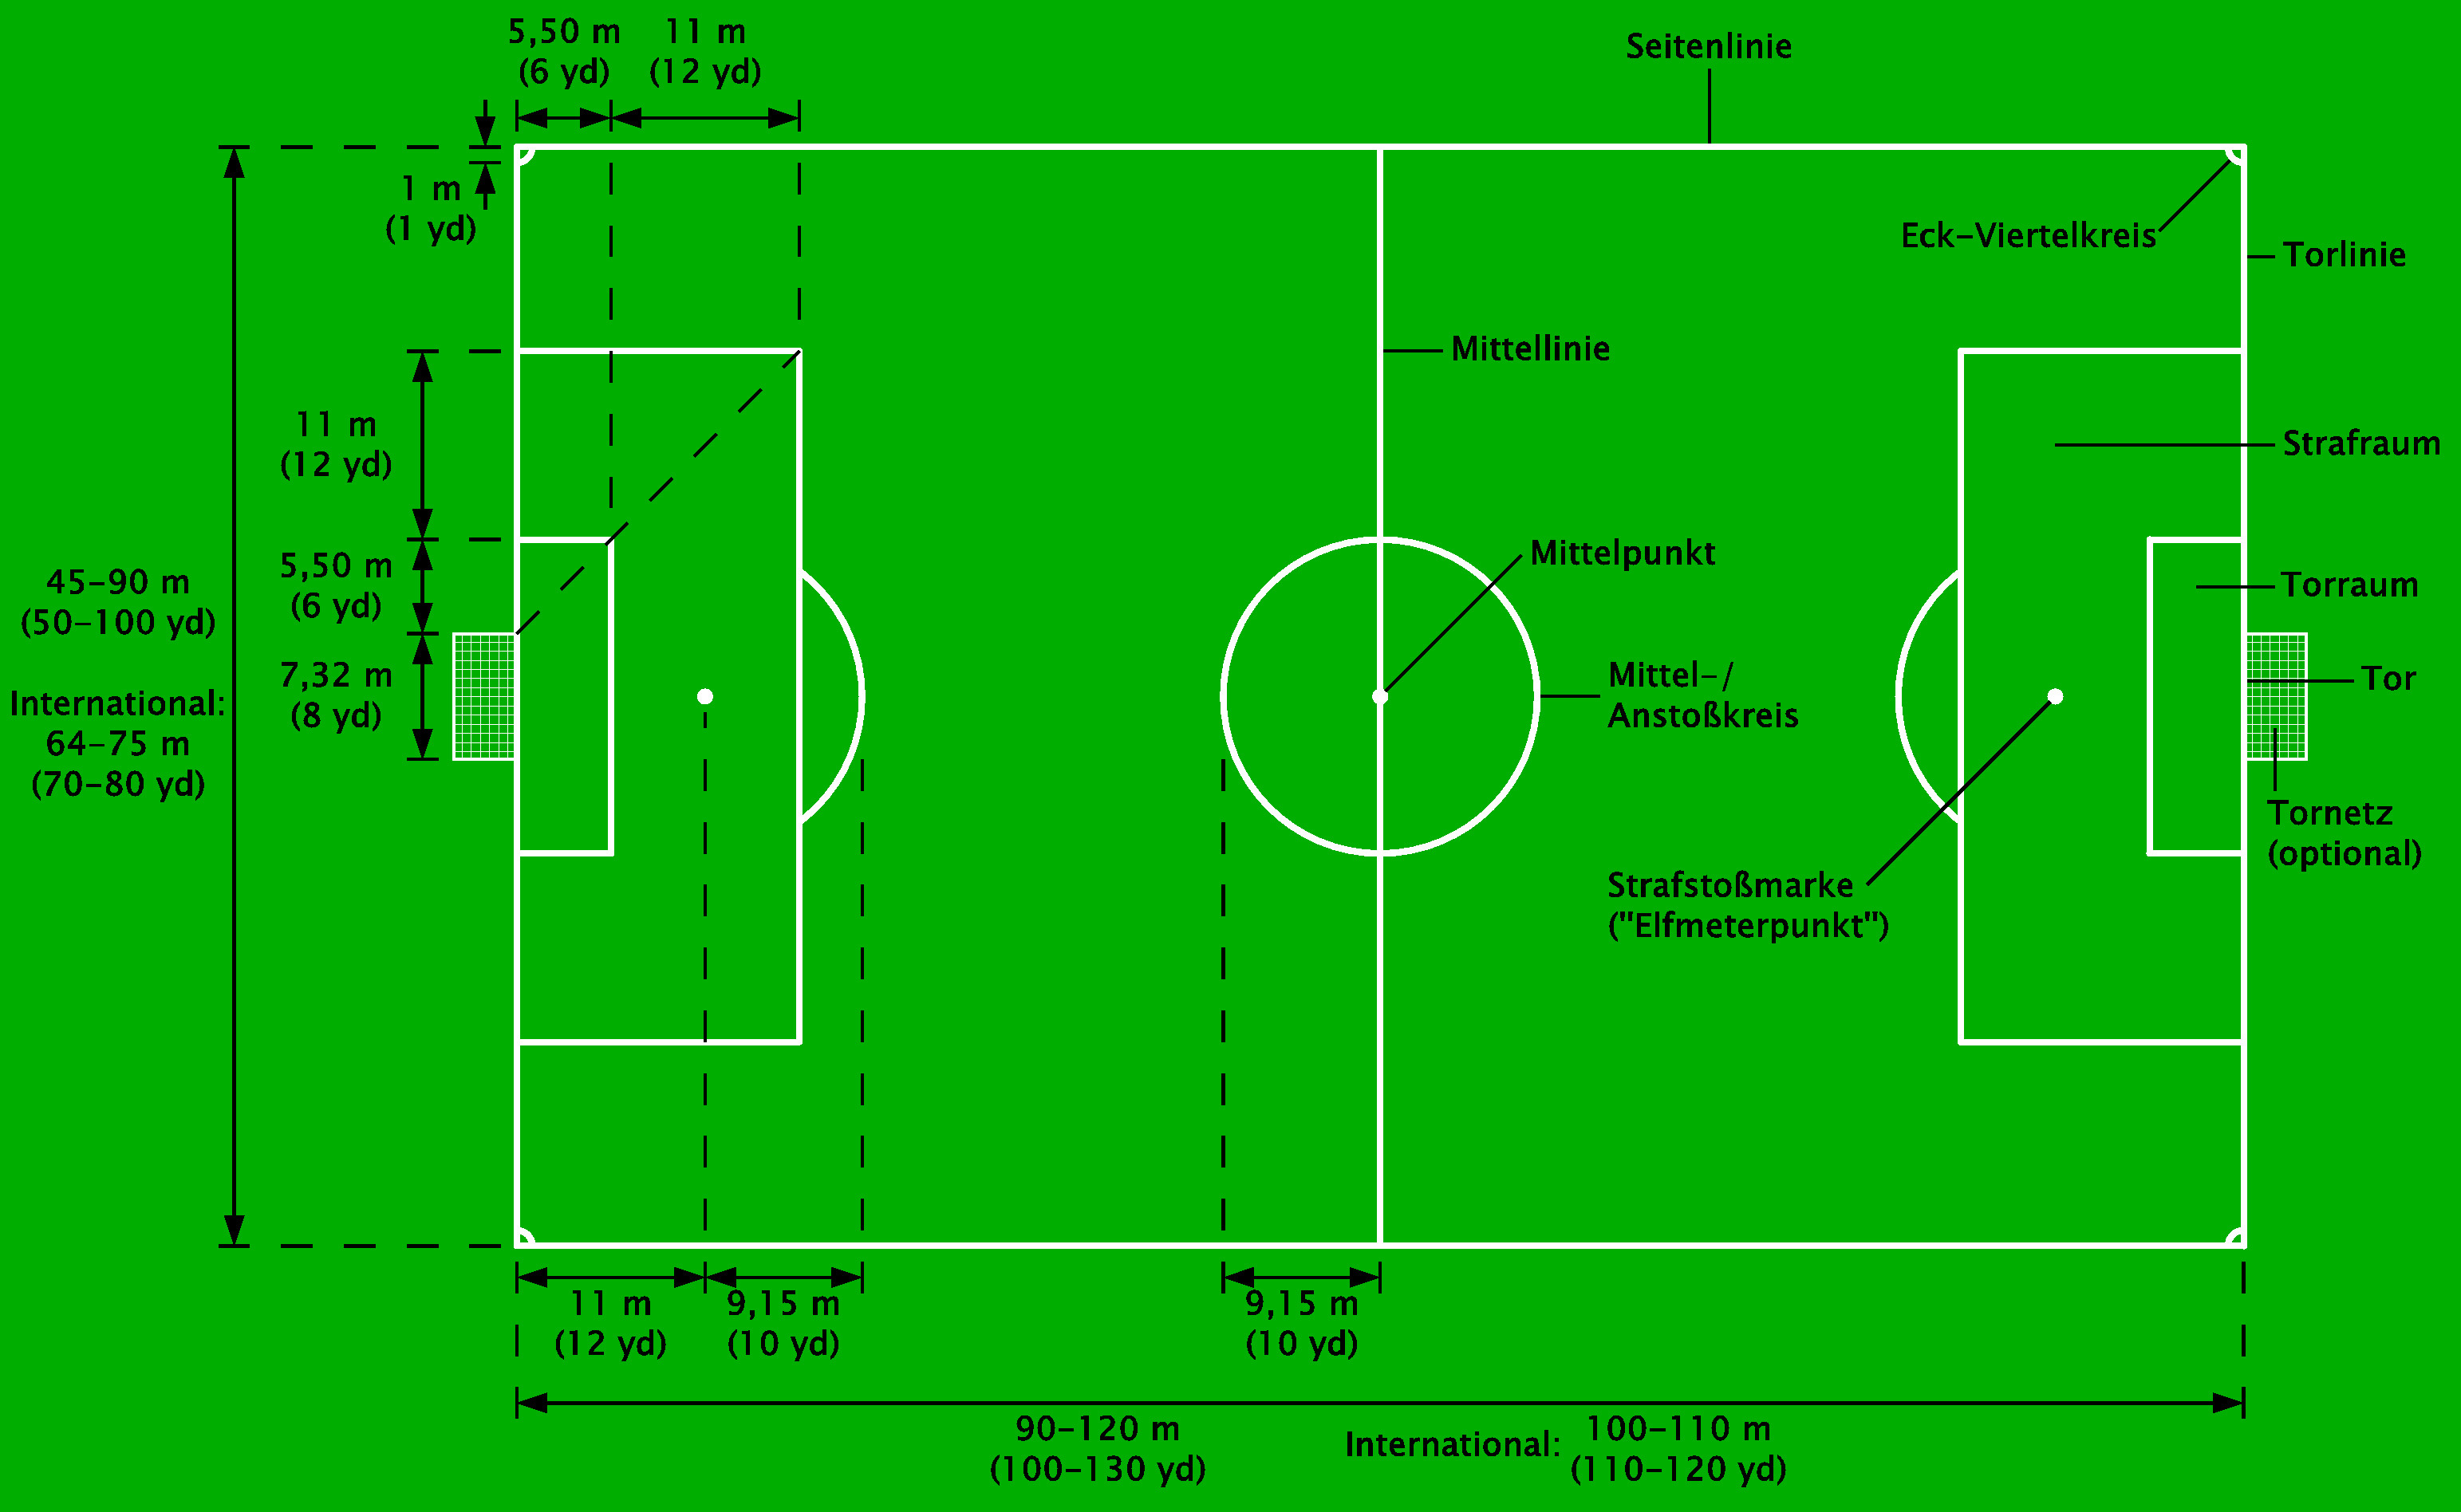 5,50 m
(6 yd)
11 m
(12 yd)
Seitenlinie
1 m
(1 yd)
Eck-Viertelkreis
Torlinie
Mittellinie
11 m
(12 yd)
Strafraum
5,50 m
(6 yd)
Mittelpunkt
Torraum
45-90 m
(50-100 yd)
International:
64-75 m
(70-80 yd)
7,32 m
(8 yd)
Mittel-/
Anstoßkreis
Tor
Tornetz
(optional)
Strafstoßmarke
("Elfmeterpunkt")
11 m
(12 yd)
9,15 m
(10 yd)
9,15 m
(10 yd)
90-120 m
(100-130 yd)
International:
100-110 m
(110-120 yd)